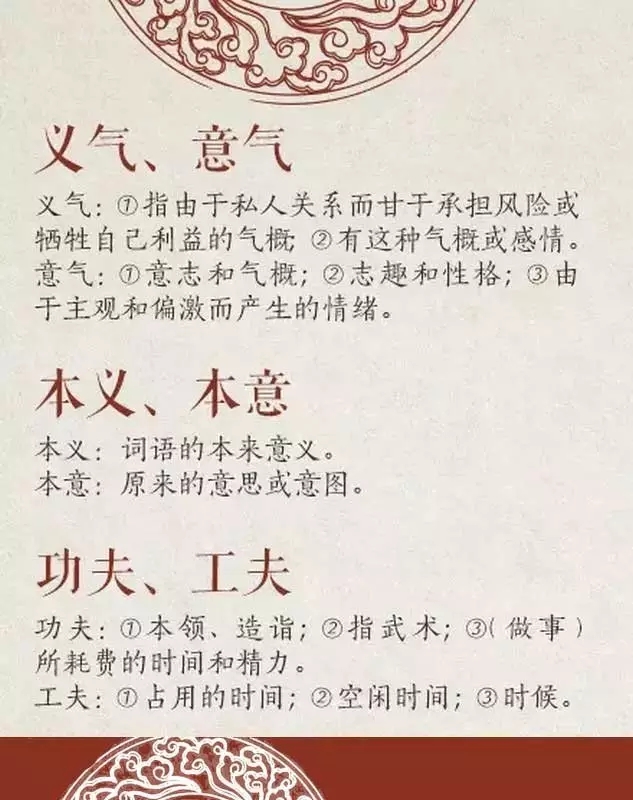 义气、意气
义气：①指由于私人关系而甘于承担风险或
牺牲自己利益的气概；②有这种气概或感情。
意气：①意志和气概；②志趣和性格；③由
于主观和偏激而产生的情绪。
本义、本意
本义：词语的本来意义。
本意：原来的意思或意图。
功夫、工夫
功夫：①本领、造诣；②指武术；③（做事）
所耗费的时间和精力。
工夫：①占用的时间；②空闲时间；③时候。